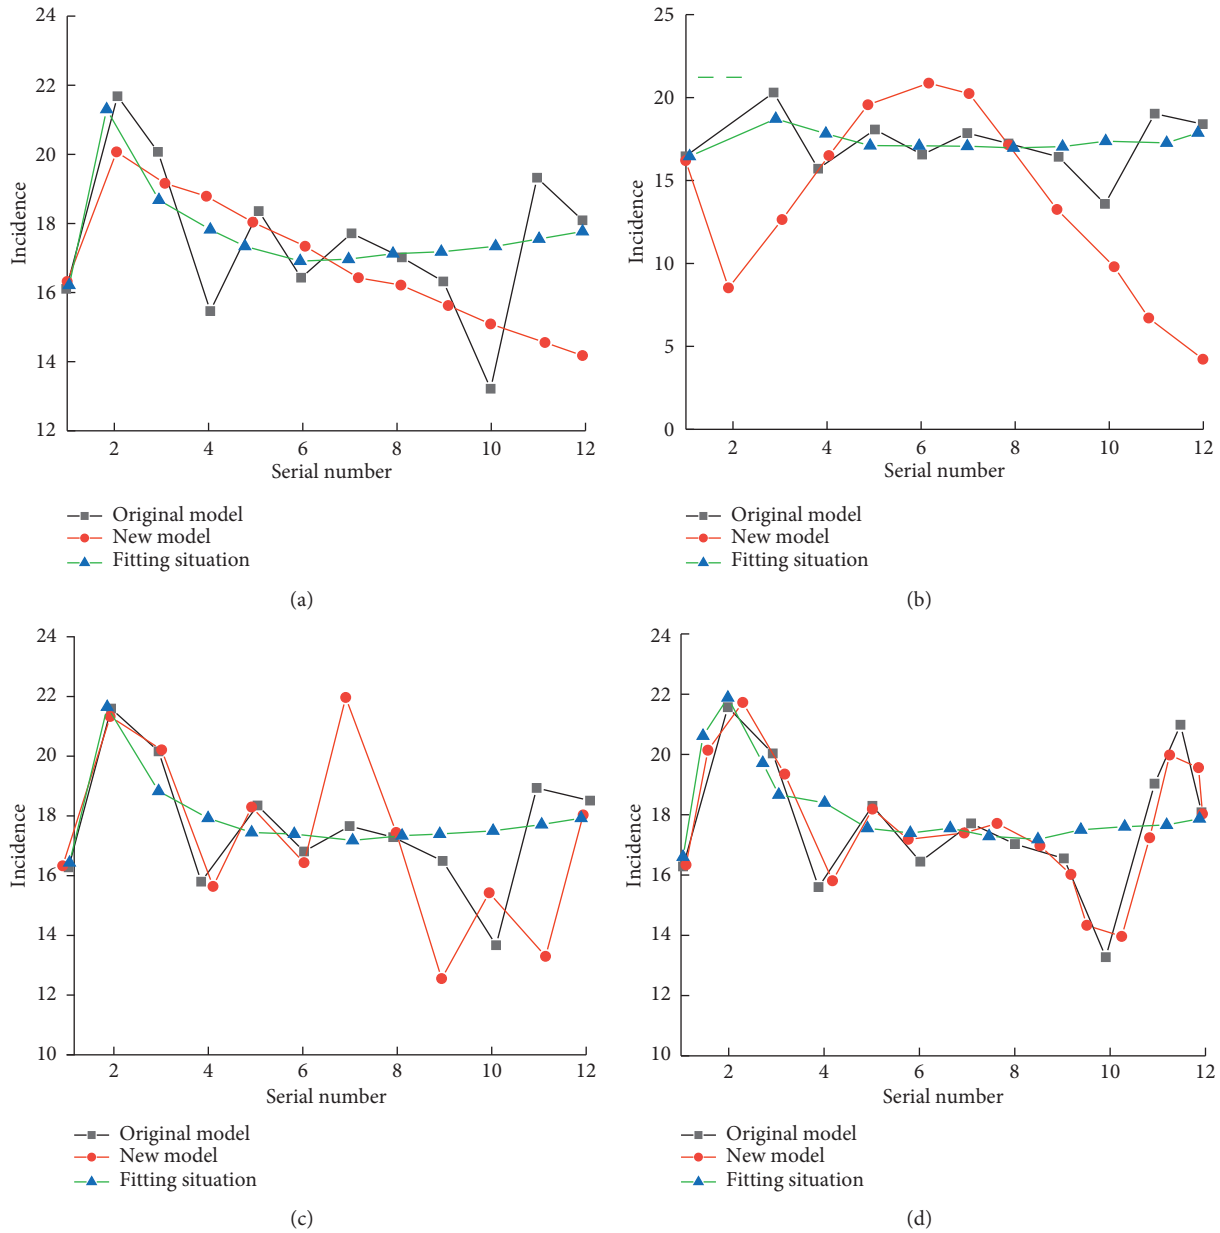 24
22
20
18
16
14
12
Incidence
2 4 6 8 10 12
Serial number
Original model
New model
Fitting situation
(a)
25
20
15
10
5
0
Incidence
2 4 6 8 10 12
Serial number
Original model
New model
Fitting situation
(b)
24
22
20
18
16
14
12
10
Incidence
2 4 6 8 10 12
Serial number
Original model
New model
Fitting situation
(c)
24
22
20
18
16
14
12
10
Incidence
2 4 6 8 10 12
Serial number
Original model
New model
Fitting situation
(d)